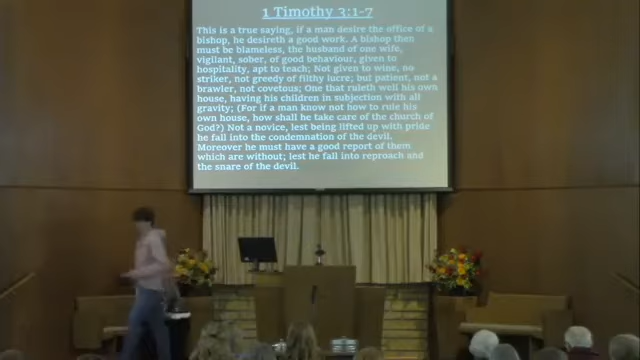 1 Timothy 3:1-7
This is a true saying, if a man desire the office of a
bishop, he desireth a good work. A bishop then
must be blameless, the husband of one wife,
vigilant, sober, of good behaviour, given to
hospitality, apt to teach; Not given to wine, no
striker, not greedy of filthy lucre; but patient, not a
brawler, not covetous; One that ruleth well his own
house, having his children in subjection with all
gravity; (For if a man know not how to rule his
own house, how shall he take care of the church of
God?) Not a novice, lest being lifted up with pride
he fall into the condemnation of the devil.
Moreover he must have a good report of them
which are without; lest he fall into reproach and
the snare of the devil.